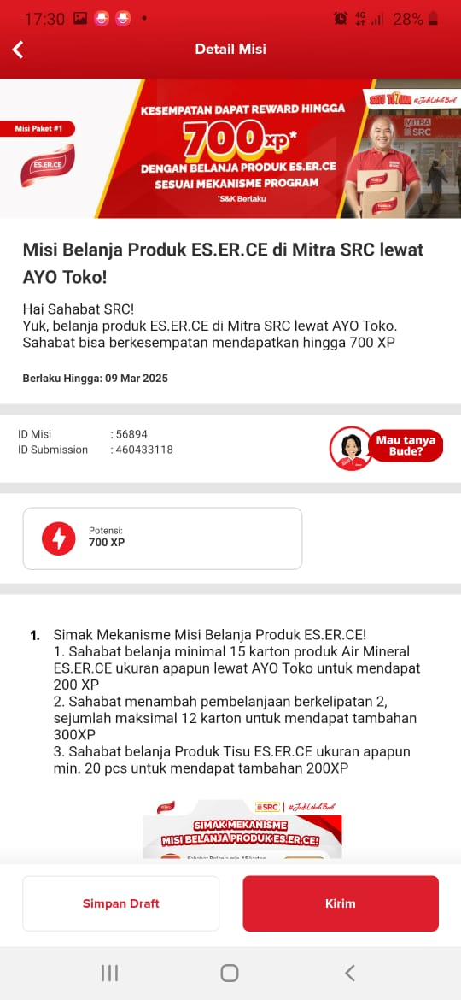 17:30
4G
28%
Detail Misi
Misi Paket #1
ES.ER.CE
KESEMPATAN DAPAT REWARD HINGGA
700xp*
DENGAN BELANJA PRODUK ES.ER.CE
SESUAI MEKANISME PROGRAM
*S&K Berlaku
#JadiLebihBaik
MITRA
SRC
Misi Belanja Produk ES.ER.CE di Mitra SRC lewat
AYO Toko!
Hai Sahabat SRC!
Yuk, belanja produk ES.ER.CE di Mitra SRC lewat AYO Toko.
Sahabat bisa berkesempatan mendapatkan hingga 700 XP
Berlaku Hingga: 09 Mar 2025
ID Misi : 56894
ID Submission : 460433118
Mau tanya
Bude?
Potensi:
700 XP
1. Simak Mekanisme Misi Belanja Produk ES.ER.CE!
1. Sahabat belanja minimal 15 karton produk Air Mineral
ES.ER.CE ukuran apapun lewat AYO Toko untuk mendapat
200 XP
2. Sahabat menambah pembelanjaan berkelipatan 2,
sejumlah maksimal 12 karton untuk mendapat tambahan
300XP
3. Sahabat belanja Produk Tisu ES.ER.CE ukuran apapun
min. 20 pcs untuk mendapat tambahan 200XP
SRC #JadiLebihBaik
SIMAK MEKANISME
MISI BELANJA PRODUK ES.ER.CE!
Simpan Draft
Kirim